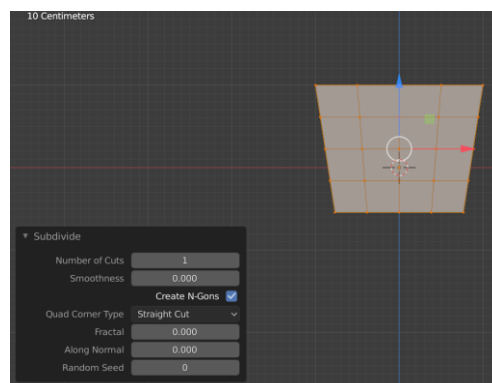 10 Centimeters
Subdivide
Number of Cuts 1
Smoothness 0.000
Create N-Gons
Quad Corner Type Straight Cut
Fractal 0.000
Along Normal 0.000
Random Seed 0